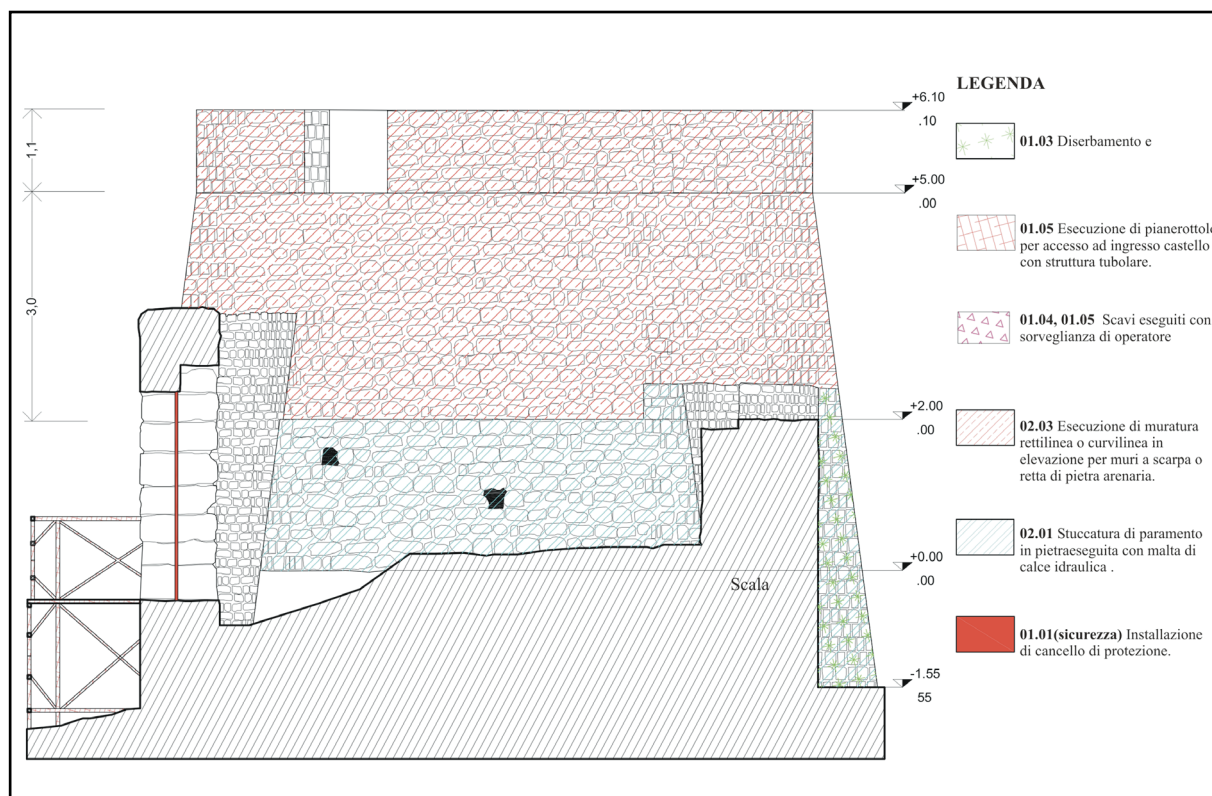 LEGENDA
01.03 Diserbamento e
01.05 Esecuzione di pianerottolo
per accesso ad ingresso castello
con struttura tubolare.
01.04, 01.05 Scavi eseguiti con
sorveglianza di operatore
02.03 Esecuzione di muratura
rettilinea o curvilinea in
elevazione per muri a scarpa o
retta di pietra arenaria.
02.01 Stuccatura di paramento
in pietraeseguita con malta di
calce idraulica .
01.01(sicurezza) Installazione
di cancello di protezione.
+6.10
.10
+5.00
.00
+2.00
.00
+0.00
.00
-1.55
55
1,1
3,0
Scala